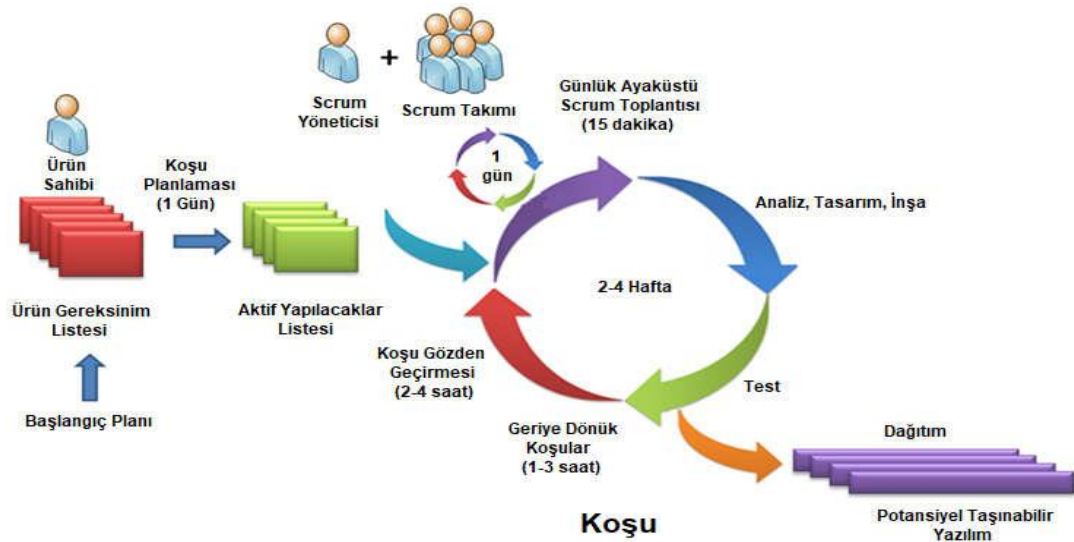 Ürün
Sahibi
Koşu
Planlaması
(1 Gün)
Ürün Gereksinim
Listesi
Başlangıç Planı
Aktif Yapılacaklar
Listesi
+
Scrum
Yöneticisi
Scrum Takımı
1
gün
Günlük Ayaküstü
Scrum Toplantısı
(15 dakika)
Analiz, Tasarım, İnşa
2-4 Hafta
Koşu Gözden
Geçirmesi
(2-4 saat)
Test
Geriye Dönük
Koşular
(1-3 saat)
Dağıtım
Potansiyel Taşınabilir
Yazılım
Koşu